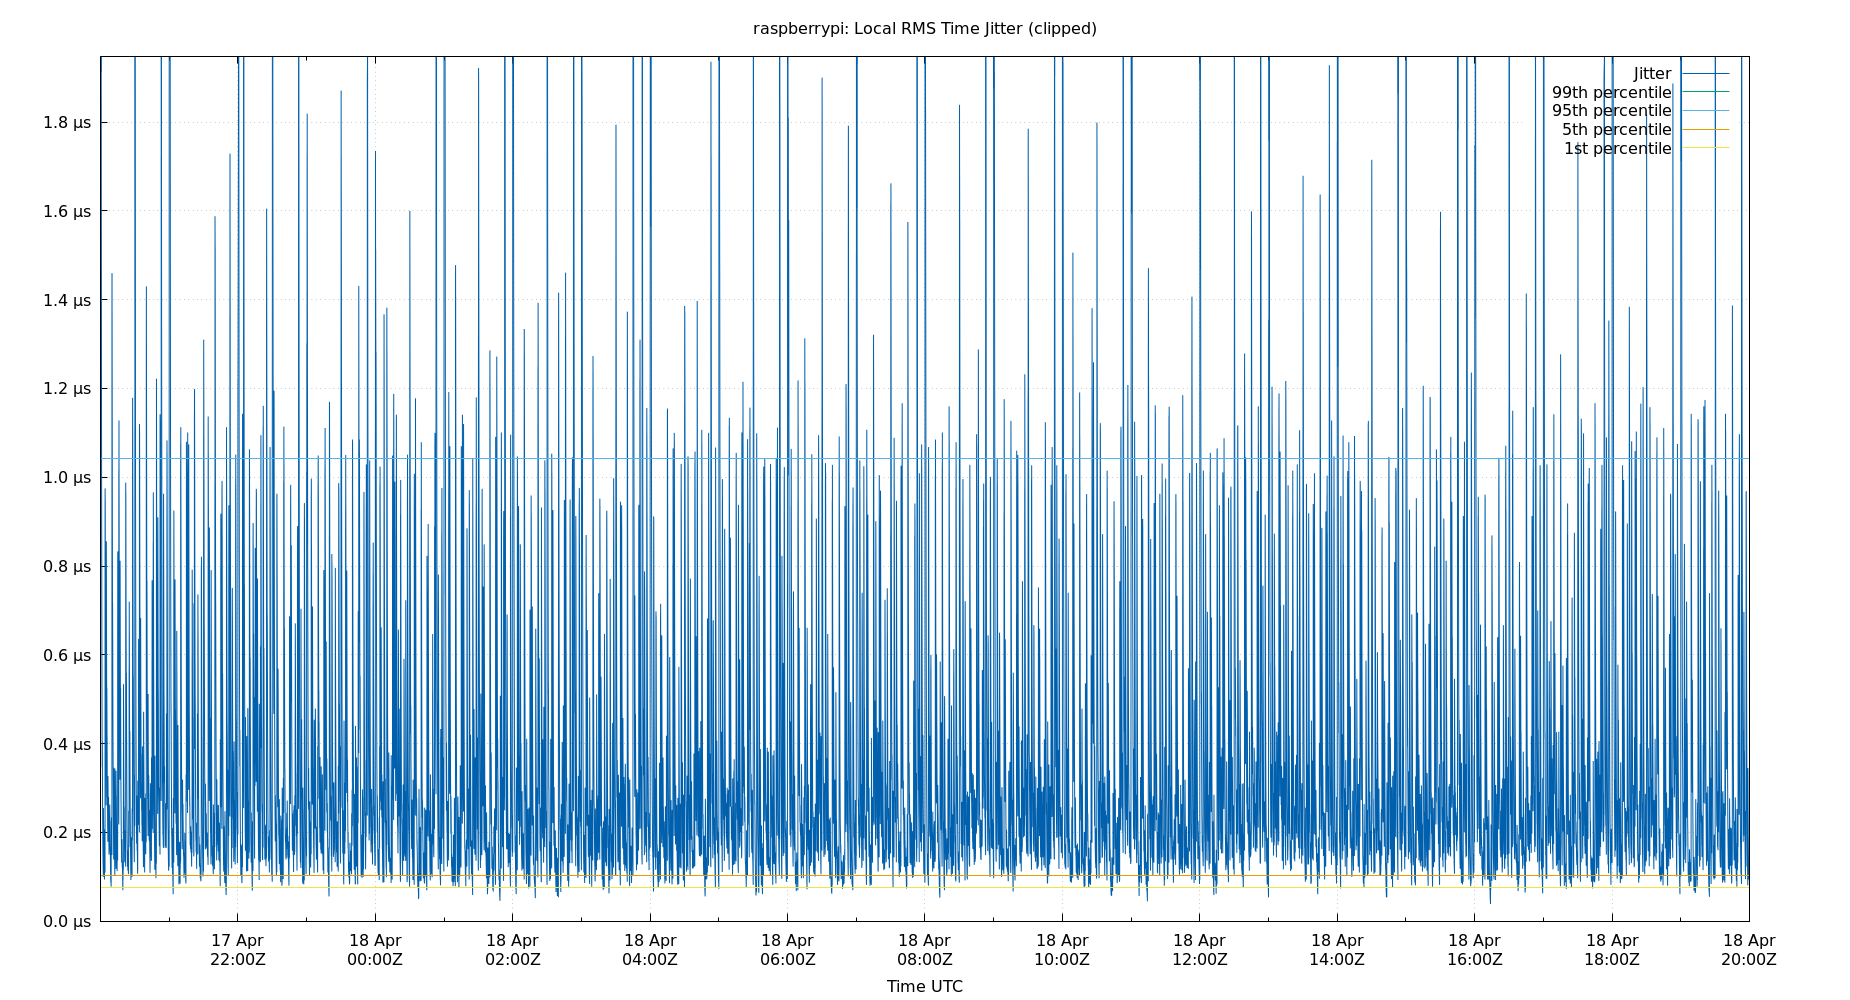 raspberrypi: Local RMS Time Jitter (clipped)
Jitter
99th percentile
95th percentile
5th percentile
1st percentile
1.8 µs
1.6 µs
1.4 µs
1.2 µs
1.0 µs
0.8 µs
0.6 µs
0.4 µs
0.2 µs
0.0 µs
17 Apr 18 Apr 18 Apr 18 Apr 18 Apr 18 Apr 18 Apr 18 Apr 18 Apr 18 Apr 18 Apr 18 Apr
22:00Z 00:00Z 02:00Z 04:00Z 06:00Z 08:00Z 10:00Z 12:00Z 14:00Z 16:00Z 18:00Z 20:00Z
Time UTC